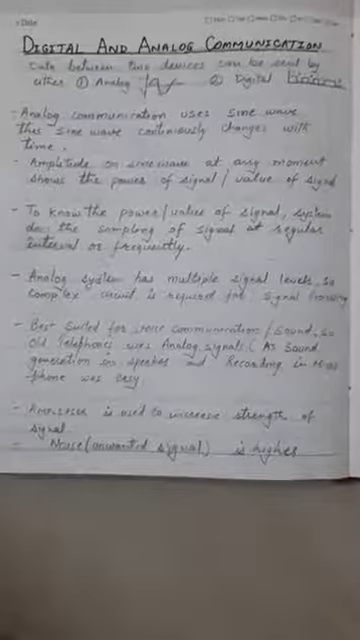 Date
DIGITAL AND ANALOG COMMUNICATION
Data between two devices can be sent by
either ① Analog ② Digital
- Analog communication uses sine wave
this sine wave continuously changes with
time.
- Amplitude on sinewave at any moment
shows the power of signal / value of signal
- To know the power/value of signal, system
does the sampling of signal at regular
interval or frequently.
- Analog system has multiple signal levels, so
complex circuit is required for signal
- Best Suited for voice communication / Sound, so
old telephones uses Analog signals (As Sound
generation in speaker and Recording in
phone was easy
- Amplifier is used to increase strength of
signal.
- Noise (unwanted signal) is higher